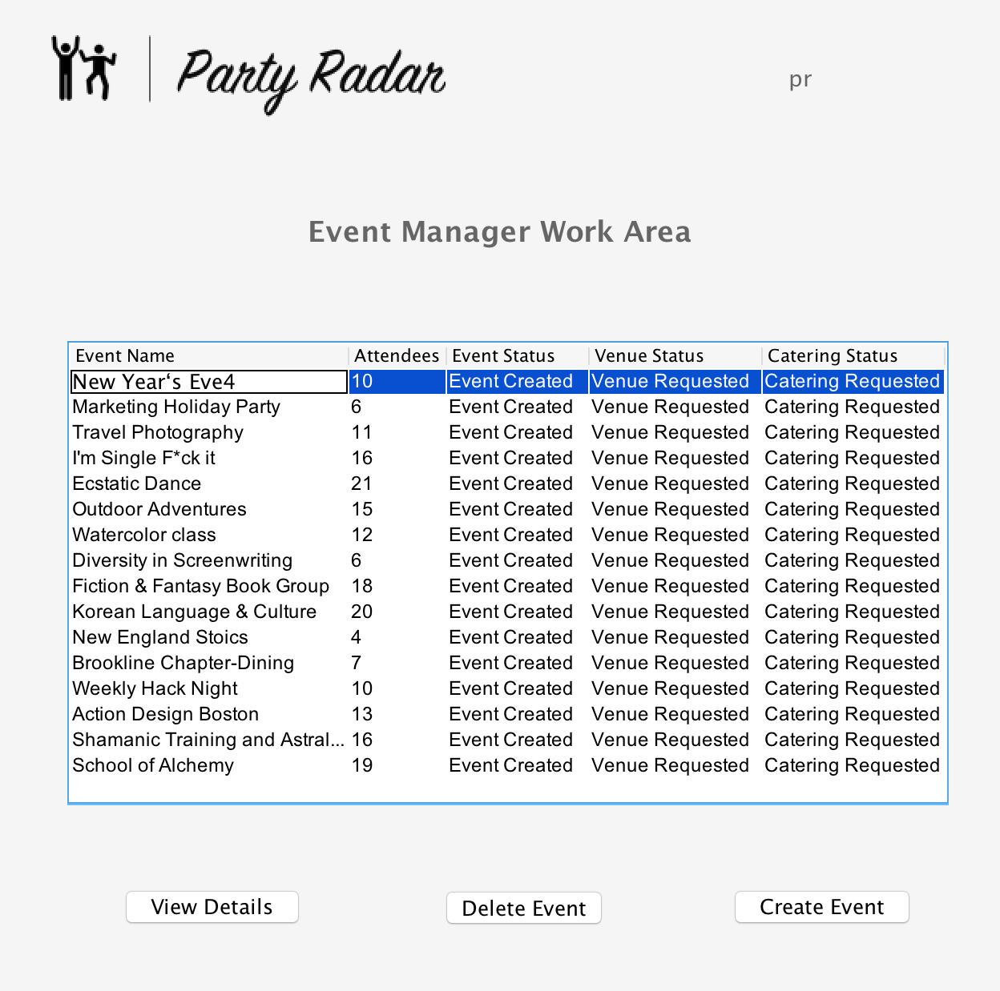 Party Radar
pr
Event Manager Work Area
Event Name Attendees Event Status Venue Status Catering Status
New Year‘s Eve4 10 Event Created Venue Requested Catering Requested
Marketing Holiday Party 6 Event Created Venue Requested Catering Requested
Travel Photography 11 Event Created Venue Requested Catering Requested
I'm Single F*ck it 16 Event Created Venue Requested Catering Requested
Ecstatic Dance 21 Event Created Venue Requested Catering Requested
Outdoor Adventures 15 Event Created Venue Requested Catering Requested
Watercolor class 12 Event Created Venue Requested Catering Requested
Diversity in Screenwriting 6 Event Created Venue Requested Catering Requested
Fiction & Fantasy Book Group 18 Event Created Venue Requested Catering Requested
Korean Language & Culture 20 Event Created Venue Requested Catering Requested
New England Stoics 4 Event Created Venue Requested Catering Requested
Brookline Chapter-Dining 7 Event Created Venue Requested Catering Requested
Weekly Hack Night 10 Event Created Venue Requested Catering Requested
Action Design Boston 13 Event Created Venue Requested Catering Requested
Shamanic Training and Astral... 16 Event Created Venue Requested Catering Requested
School of Alchemy 19 Event Created Venue Requested Catering Requested
View Details Delete Event Create Event